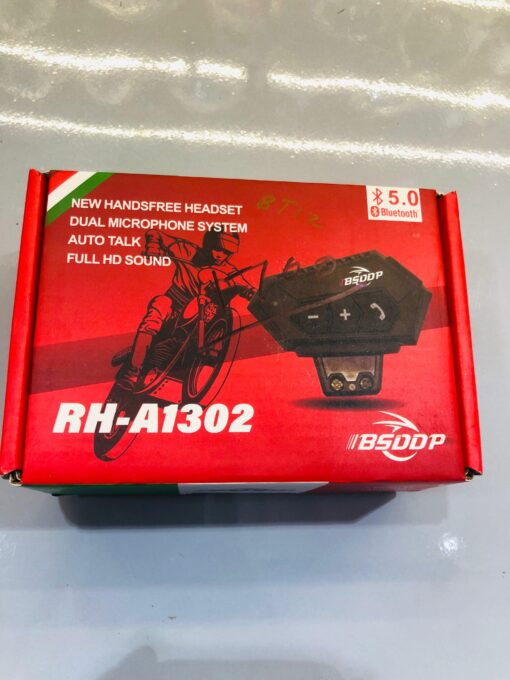 NEW HANDSFREE HEADSET
DUAL MICROPHONE SYSTEM
AUTO TALK
FULL HD SOUND
BT12
5.0
Bluetooth
BSDDP
− + 
RH-A1302
BSDDP